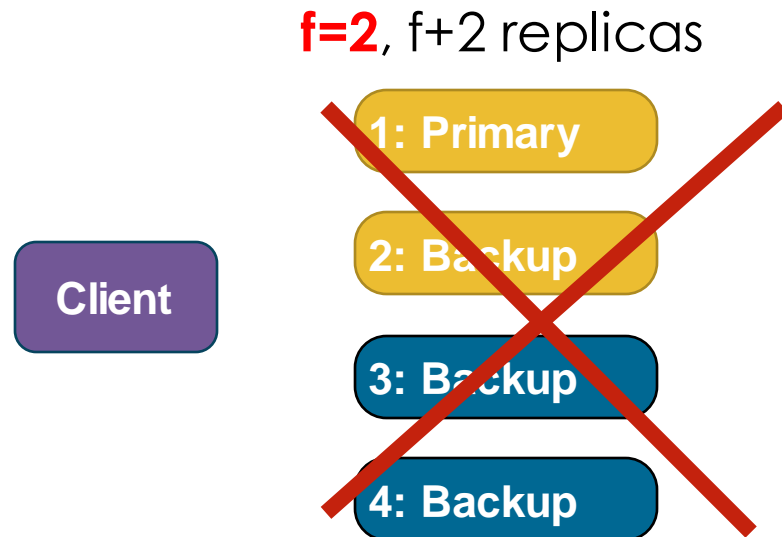 f=2, f+2 replicas
1: Primary
2: Backup
Client
3: Backup
4: Backup